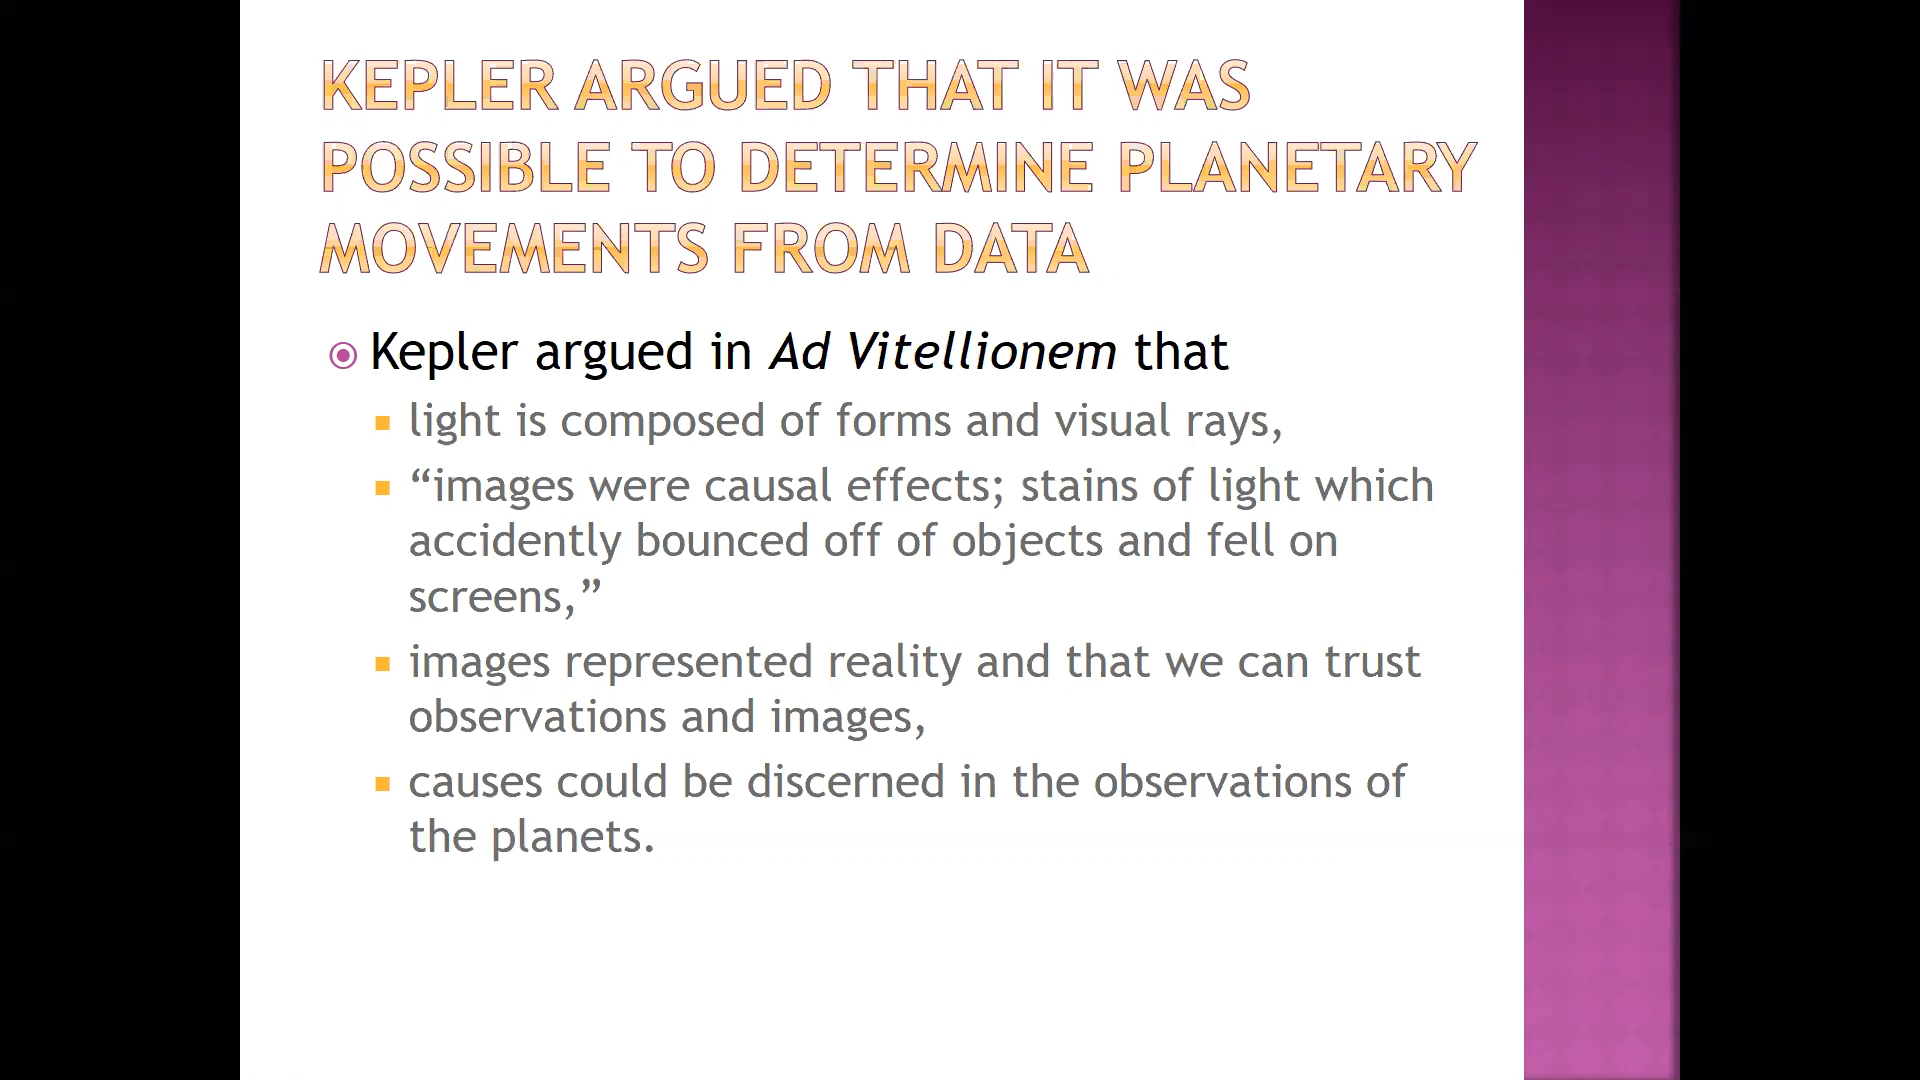 KEPLER ARGUED THAT IT WAS
POSSIBLE TO DETERMINE PLANETARY
MOVEMENTS FROM DATA
Kepler argued in Ad Vitellionem that
light is composed of forms and visual rays,
“images were causal effects; stains of light which
accidently bounced off of objects and fell on
screens,”
images represented reality and that we can trust
observations and images,
causes could be discerned in the observations of
the planets.